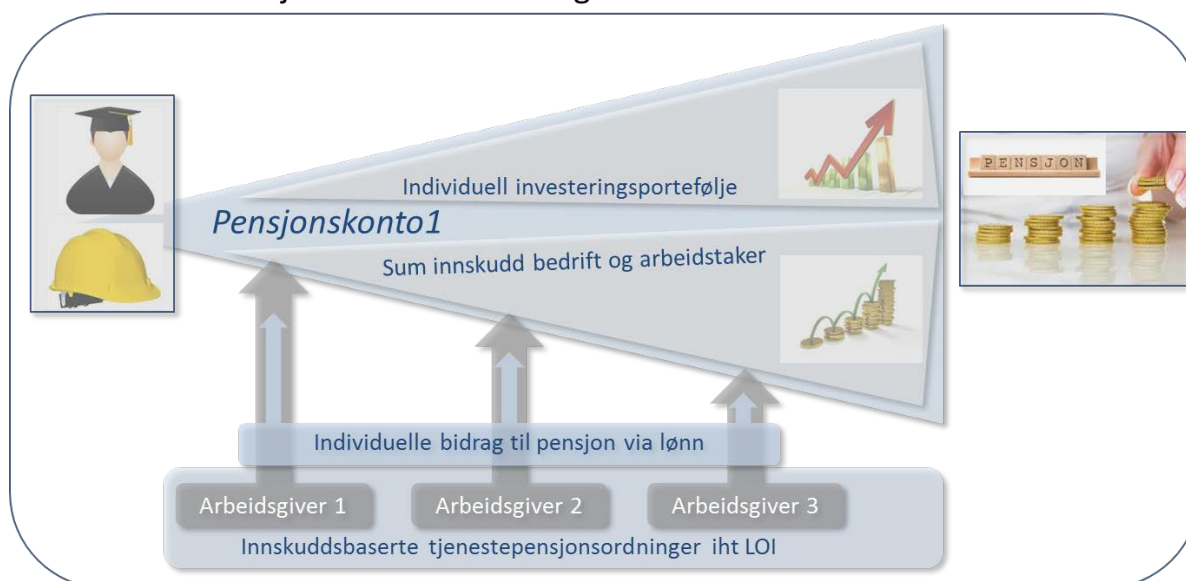 Individuell investeringsportefølje
PENSJON
Pensjonskonto1
Sum innskudd bedrift og arbeidstaker
Individuelle bidrag til pensjon via lønn
Arbeidsgiver 1
Arbeidsgiver 2
Arbeidsgiver 3
Innskuddsbaserte tjenestepensjonsordninger iht LOI